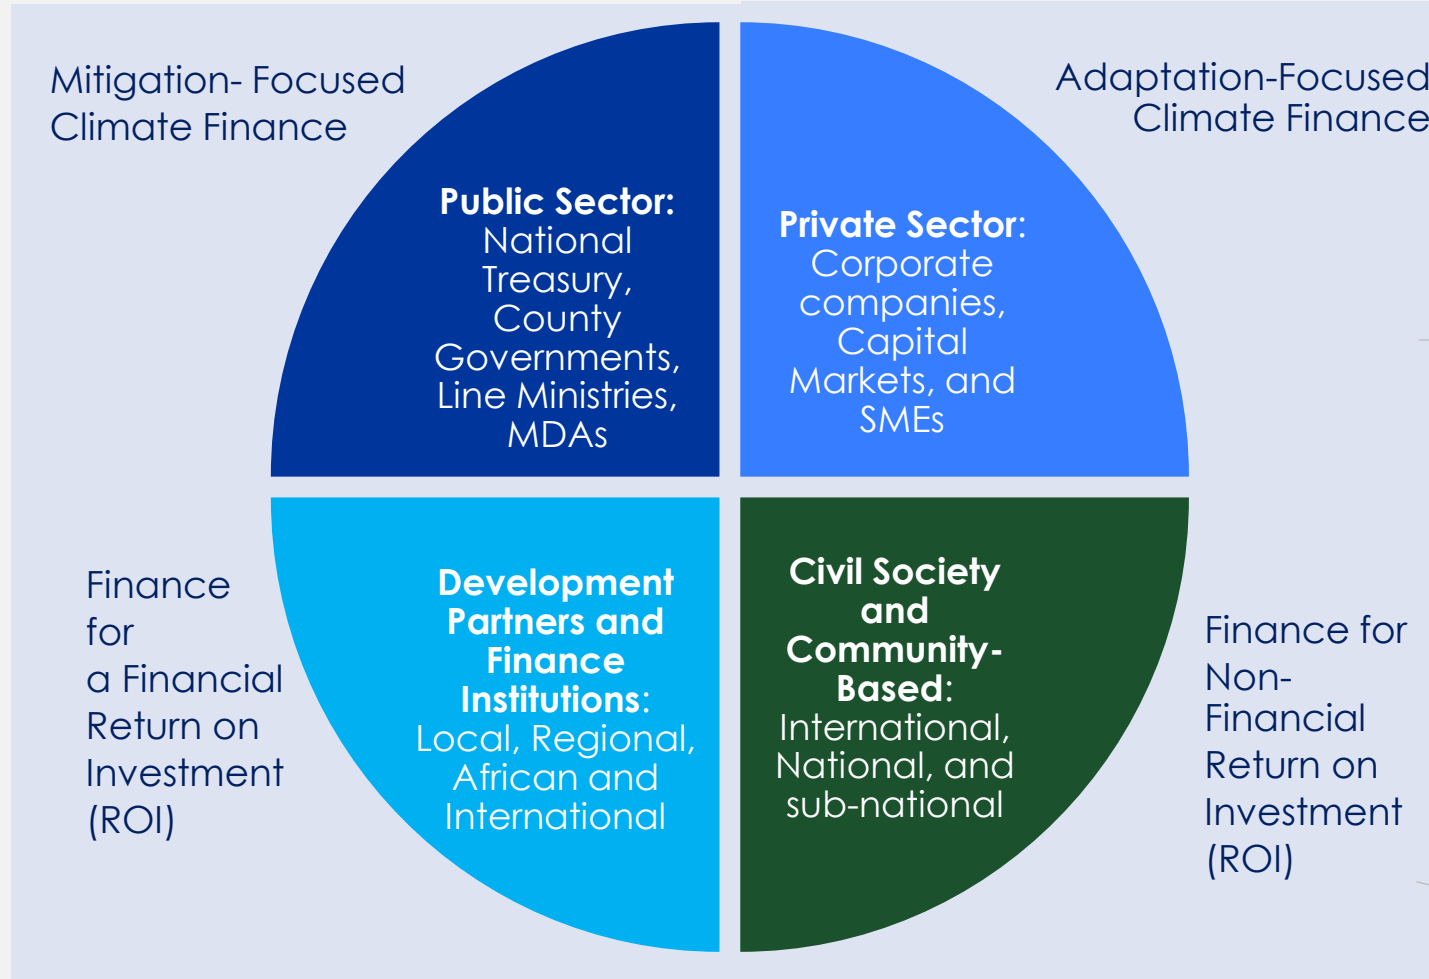 Mitigation- Focused
Climate Finance
Adaptation-Focused
Climate Finance
Public Sector:
National
Treasury,
County
Governments,
Line Ministries,
MDAs
Private Sector:
Corporate
companies,
Capital
Markets, and
SMEs
Finance
for
a Financial
Return on
Investment
(ROI)
Development
Partners and
Finance
Institutions:
Local, Regional,
African and
International
Civil Society
and
Community-
Based:
International,
National, and
sub-national
Finance for
Non-
Financial
Return on
Investment
(ROI)